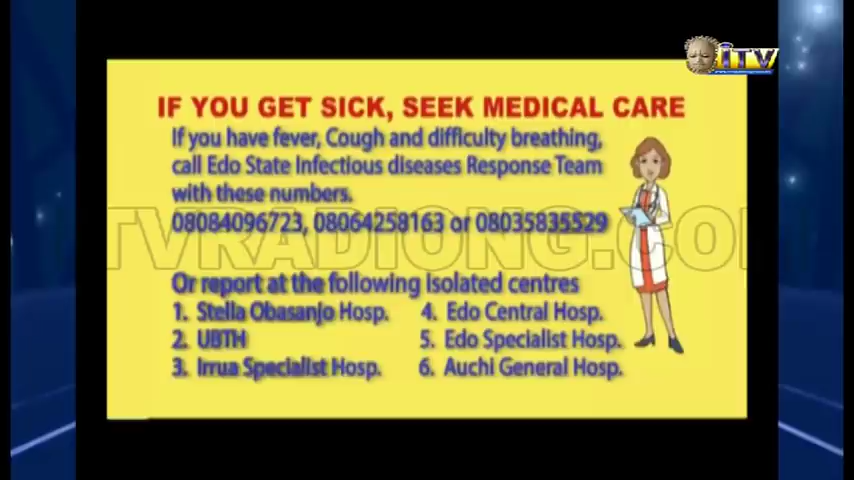 iTV
IF YOU GET SICK, SEEK MEDICAL CARE
If you have fever, Cough and difficulty breathing,
call Edo State Infectious diseases Response Team
with these numbers.
08084096723, 08064258163 or 08035835529
ITVRADIONG.COM
Or report at the following Isolated centres
1. Stella Obasanjo Hosp.
2. UBTH
3. Irrua Specialist Hosp.
4. Edo Central Hosp.
5. Edo Specialist Hosp.
6. Auchi General Hosp.